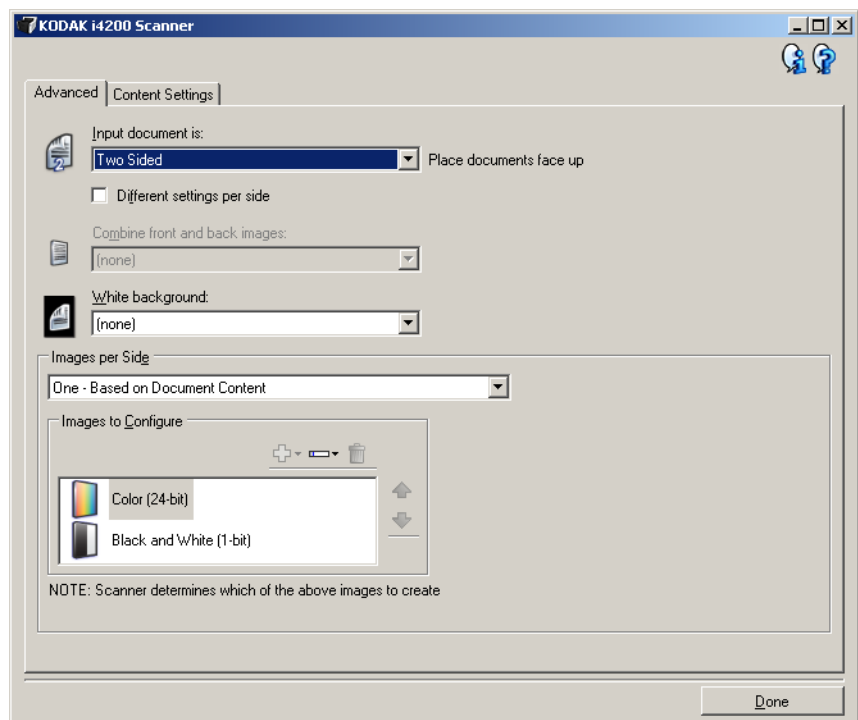 KODAK i4200 Scanner
Advanced
Content Settings
Input document is:
Two Sided
Place documents face up
Different settings per side
Combine front and back images:
(none)
White background:
(none)
Images per Side
One - Based on Document Content
Images to Configure
Color (24-bit)
Black and White (1-bit)
NOTE: Scanner determines which of the above images to create
Done